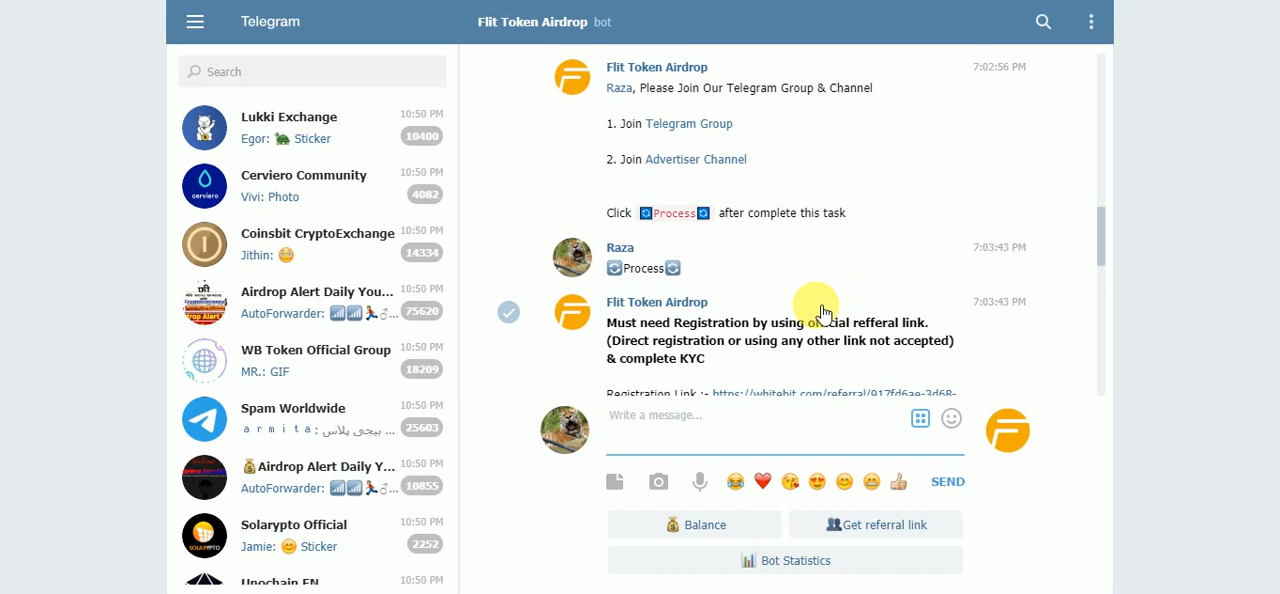 Telegram
Flit Token Airdrop bot
Search
Lukki Exchange 10:50 PM
Egor: Sticker 10400
Cerviero Community 10:50 PM
Vivi: Photo 4082
cerviero
Coinsbit CryptoExchange 10:50 PM
Jithin: 😳 14334
Airdrop Alert Daily You... 10:50 PM
AutoForwarder: 📶📶🏃♂... 75620
WB Token Official Group 10:50 PM
MR.: GIF 18209
Spam Worldwide 10:50 PM
a r m i t a : بیجی پلاس ... 25603
💰Airdrop Alert Daily Y... 10:50 PM
AutoForwarder: 📶📶🏃♂... 10855
Solarypto Official 10:50 PM
Jamie: 😊 Sticker 2252
SOLARYPTO
Unochain EN 10:50 PM
Flit Token Airdrop 7:02:56 PM
Raza, Please Join Our Telegram Group & Channel
1. Join Telegram Group
2. Join Advertiser Channel
Click 🔄Process🔄 after complete this task
Raza 7:03:43 PM
🔄Process🔄
Flit Token Airdrop 7:03:43 PM
Must need Registration by using official refferal link.
(Direct registration or using any other link not accepted)
& complete KYC
Registration Link :- https://whitebit.com/referral/917fd6ae-3d68-
Write a message...
SEND
💰 Balance
👥Get referral link
📊 Bot Statistics